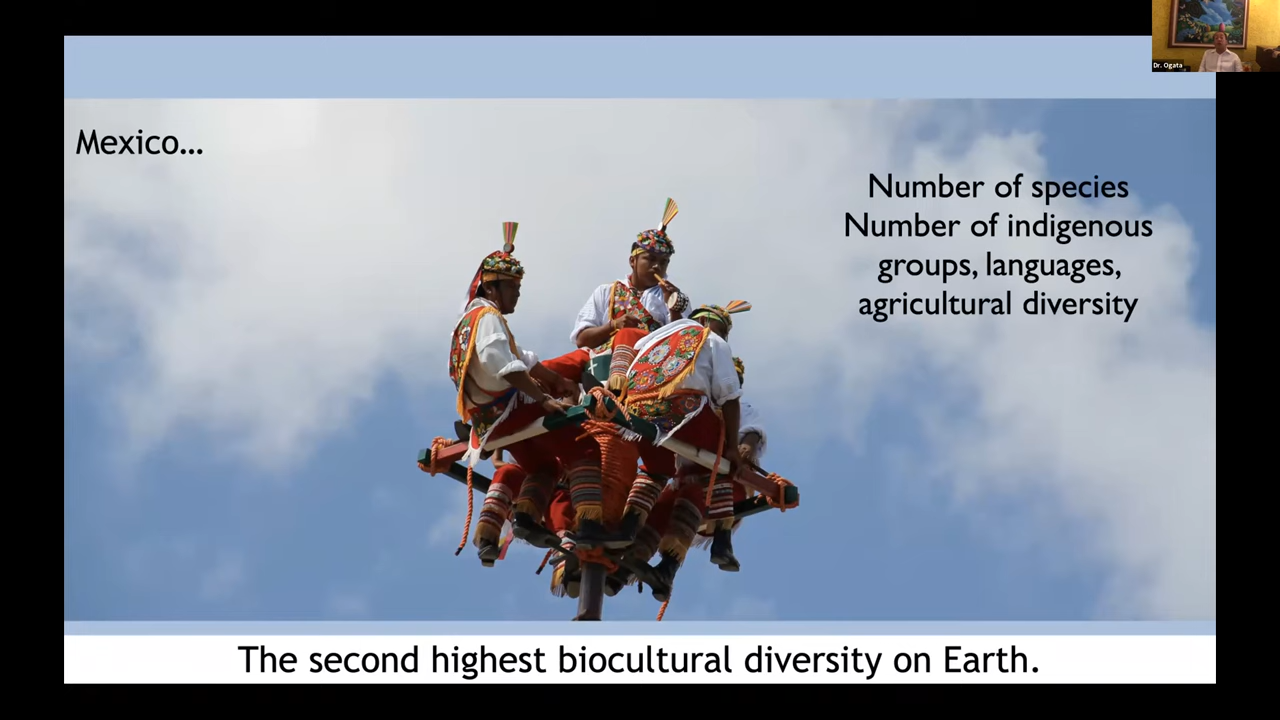 Dr. Ogata
Mexico...
Number of species
Number of indigenous
groups, languages,
agricultural diversity
The second highest biocultural diversity on Earth.